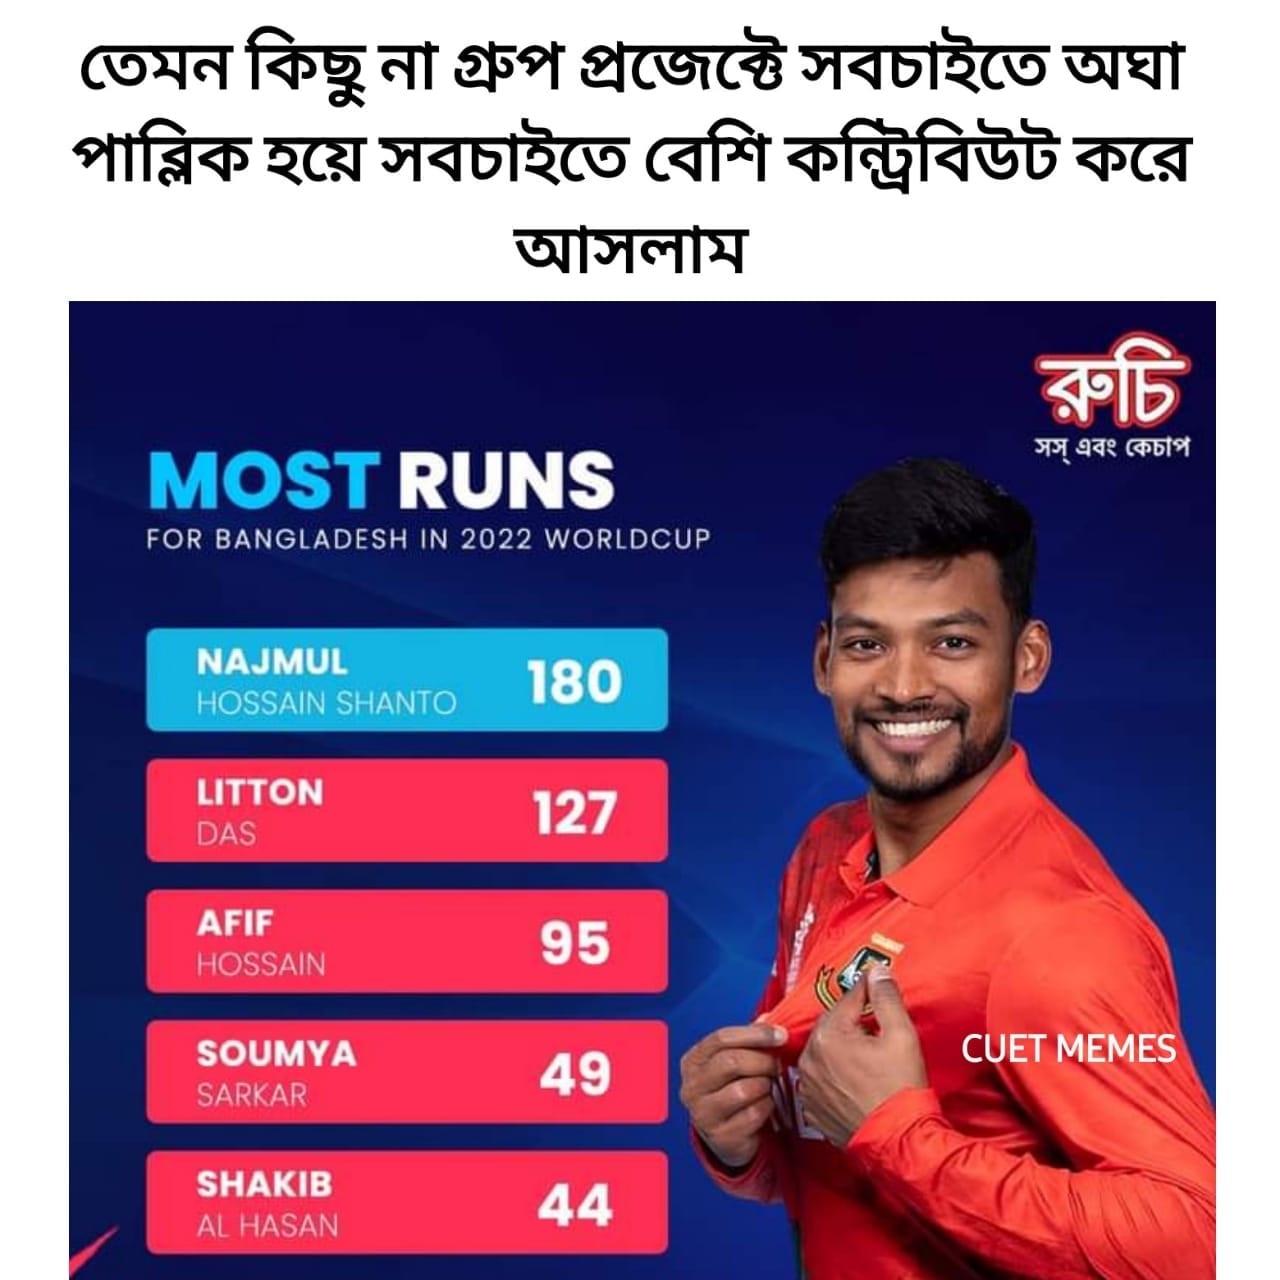 তেমন কিছু না গ্রুপ প্রজেক্টে সবচাইতে অঘা
পাব্লিক হয়ে সবচাইতে বেশি কন্ট্রিবিউট করে
আসলাম
রুচি
সস্ এবং কেচাপ
MOST RUNS
FOR BANGLADESH IN 2022 WORLDCUP
NAJMUL
HOSSAIN SHANTO
180
LITTON
DAS
127
AFIF
HOSSAIN
95
SOUMYA
SARKAR
49
SHAKIB
AL HASAN
44
CUET MEMES